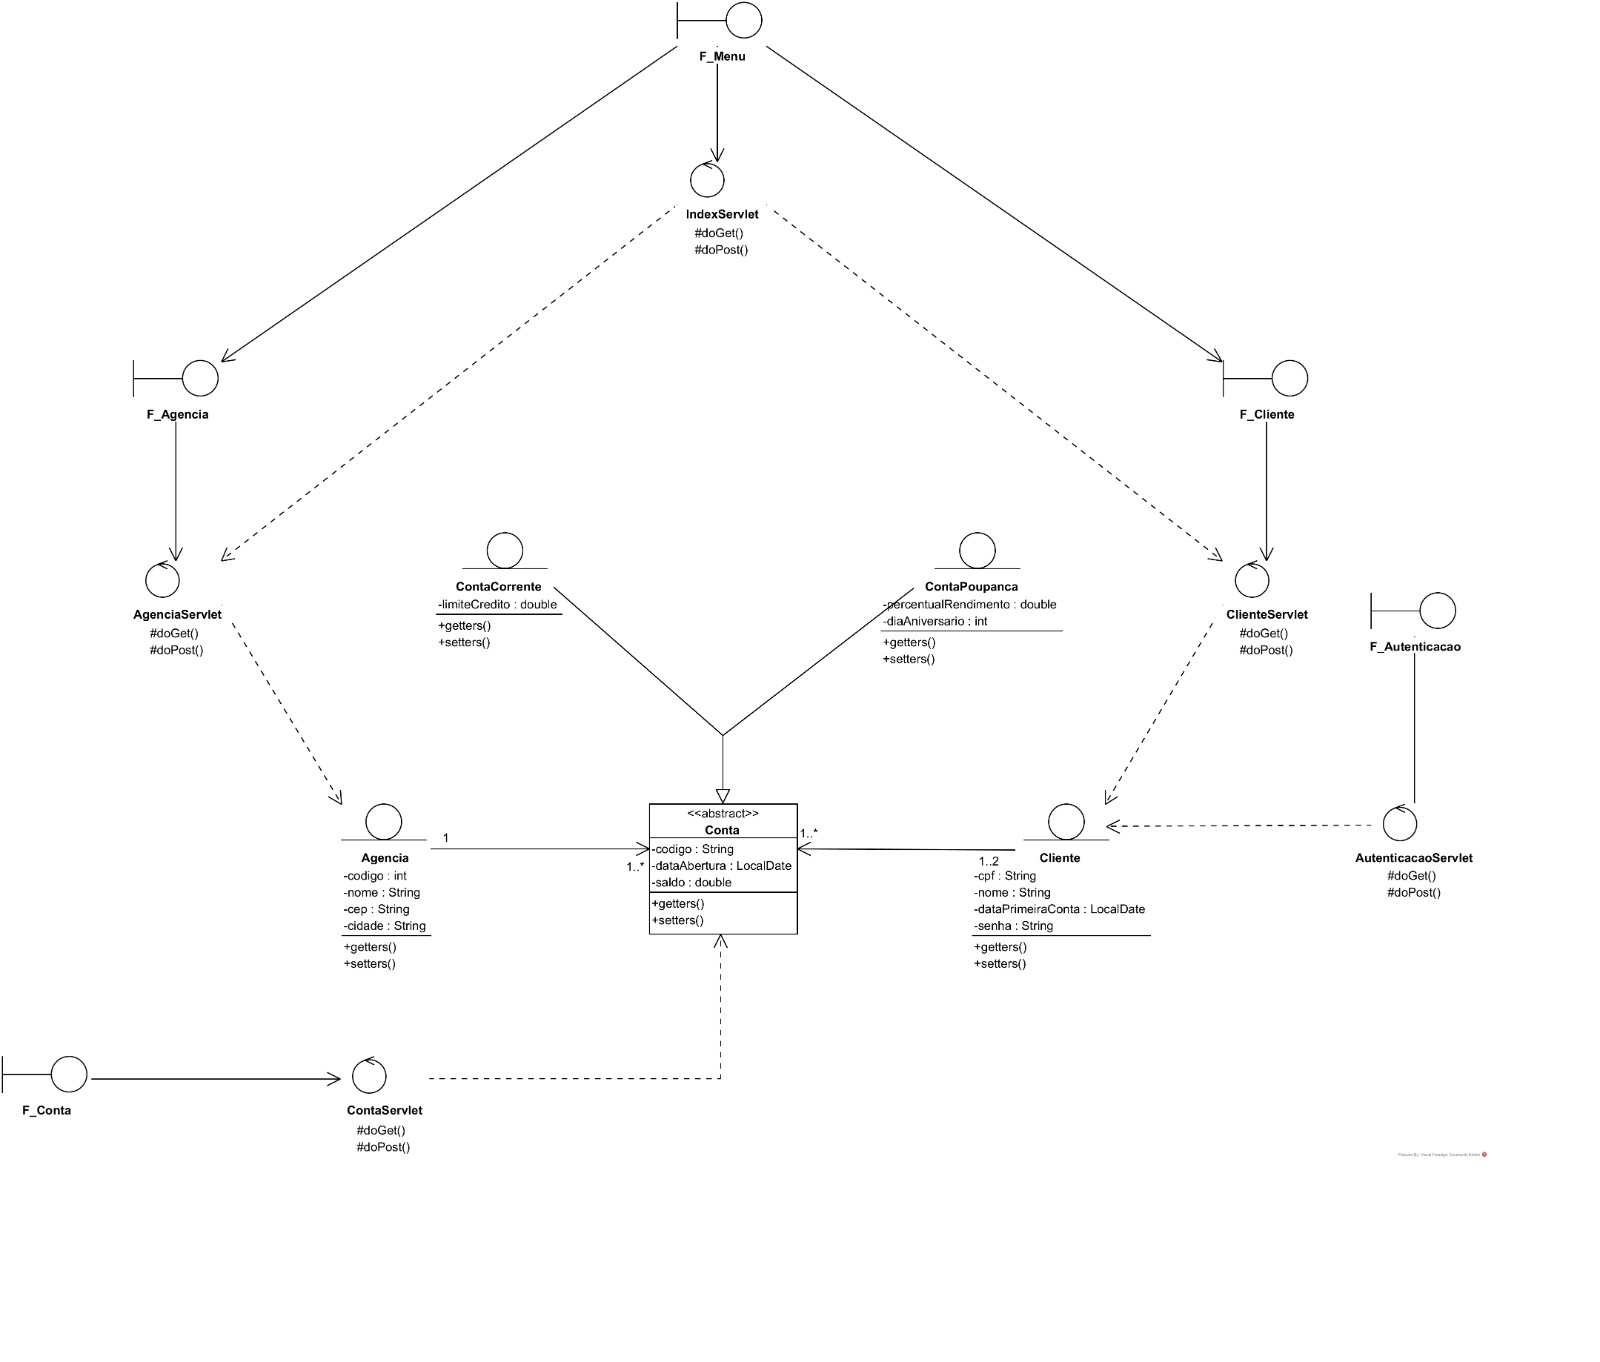 F_Menu
IndexServlet
#doGet()
#doPost()
F_Agencia
F_Cliente
AgenciaServlet
#doGet()
#doPost()
ContaCorrente
-limiteCredito : double
+getters()
+setters()
ContaPoupanca
-percentualRendimento : double
-diaAniversario : int
+getters()
+setters()
ClienteServlet
#doGet()
#doPost()
F_Autenticacao
Agencia
-codigo : int
-nome : String
-cep : String
-cidade : String
+getters()
+setters()
1
1..*
<<abstract>>
Conta
-codigo : String
-dataAbertura : LocalDate
-saldo : double
+getters()
+setters()
1..*
1..2
Cliente
-cpf : String
-nome : String
-dataPrimeiraConta : LocalDate
-senha : String
+getters()
+setters()
AutenticacaoServlet
#doGet()
#doPost()
F_Conta
ContaServlet
#doGet()
#doPost()
Powered By Visual Paradigm Community Edition